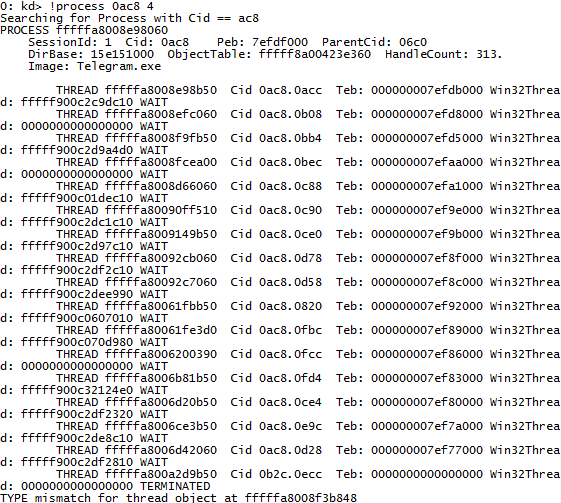 0: kd> !process 0ac8 4
Searching for Process with Cid == ac8
PROCESS fffffa8008e98060
SessionId: 1 Cid: 0ac8 Peb: 7efdf000 ParentCid: 06c0
DirBase: 15e151000 ObjectTable: fffff8a00423e360 HandleCount: 313.
Image: Telegram.exe
THREAD fffffa8008e98b50 Cid 0ac8.0acc Teb: 000000007efdb000 Win32Threa
d: fffff900c2c9dc10 WAIT
THREAD fffffa8008efc060 Cid 0ac8.0b08 Teb: 000000007efd8000 Win32Threa
d: 0000000000000000 WAIT
THREAD fffffa8008f9fb50 Cid 0ac8.0bb4 Teb: 000000007efd5000 Win32Threa
d: fffff900c2d9a4d0 WAIT
THREAD fffffa8008fcea00 Cid 0ac8.0bec Teb: 000000007efaa000 Win32Threa
d: 0000000000000000 WAIT
THREAD fffffa8008d66060 Cid 0ac8.0c88 Teb: 000000007efa1000 Win32Threa
d: fffff900c01dec10 WAIT
THREAD fffffa80090ff510 Cid 0ac8.0c90 Teb: 000000007ef9e000 Win32Threa
d: fffff900c2dc1c10 WAIT
THREAD fffffa8009149b50 Cid 0ac8.0ce0 Teb: 000000007ef9b000 Win32Threa
d: fffff900c2d97c10 WAIT
THREAD fffffa80092cb060 Cid 0ac8.0d78 Teb: 000000007ef8f000 Win32Threa
d: fffff900c2df2c10 WAIT
THREAD fffffa80092c7060 Cid 0ac8.0d58 Teb: 000000007ef8c000 Win32Threa
d: fffff900c2dee990 WAIT
THREAD fffffa80061fbb50 Cid 0ac8.0820 Teb: 000000007ef92000 Win32Threa
d: fffff900c0607010 WAIT
THREAD fffffa80061fe3d0 Cid 0ac8.0fbc Teb: 000000007ef89000 Win32Threa
d: fffff900c070d980 WAIT
THREAD fffffa8006200390 Cid 0ac8.0fcc Teb: 000000007ef86000 Win32Threa
d: 0000000000000000 WAIT
THREAD fffffa8006b81b50 Cid 0ac8.0fd4 Teb: 000000007ef83000 Win32Threa
d: fffff900c32124e0 WAIT
THREAD fffffa8006d20b50 Cid 0ac8.0ce4 Teb: 000000007ef80000 Win32Threa
d: fffff900c2df2320 WAIT
THREAD fffffa8006ce3b50 Cid 0ac8.0e9c Teb: 000000007ef7a000 Win32Threa
d: fffff900c2de8c10 WAIT
THREAD fffffa8006d42060 Cid 0ac8.0d28 Teb: 000000007ef77000 Win32Threa
d: fffff900c2df2810 WAIT
THREAD fffffa800a2d9b50 Cid 0b2c.0ecc Teb: 0000000000000000 Win32Threa
d: 0000000000000000 TERMINATED
TYPE mismatch for thread object at fffffa8008f3b848